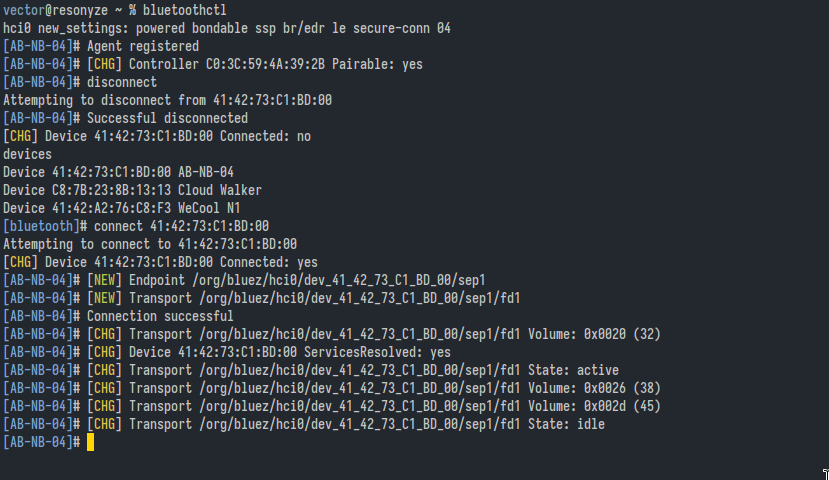 vector@resonyze ~ % bluetoothctl
hci0 new_settings: powered bondable ssp br/edr le secure-conn 04
[AB-NB-04]# Agent registered
[AB-NB-04]# [CHG] Controller C0:3C:59:4A:39:2B Pairable: yes
[AB-NB-04]# disconnect
Attempting to disconnect from 41:42:73:C1:BD:00
[AB-NB-04]# Successful disconnected
[CHG] Device 41:42:73:C1:BD:00 Connected: no
devices
Device 41:42:73:C1:BD:00 AB-NB-04
Device C8:7B:23:8B:13:13 Cloud Walker
Device 41:42:A2:76:C8:F3 WeCool N1
[bluetooth]# connect 41:42:73:C1:BD:00
Attempting to connect to 41:42:73:C1:BD:00
[CHG] Device 41:42:73:C1:BD:00 Connected: yes
[AB-NB-04]# [NEW] Endpoint /org/bluez/hci0/dev_41_42_73_C1_BD_00/sep1
[AB-NB-04]# [NEW] Transport /org/bluez/hci0/dev_41_42_73_C1_BD_00/sep1/fd1
[AB-NB-04]# Connection successful
[AB-NB-04]# [CHG] Transport /org/bluez/hci0/dev_41_42_73_C1_BD_00/sep1/fd1 Volume: 0x0020 (32)
[AB-NB-04]# [CHG] Device 41:42:73:C1:BD:00 ServicesResolved: yes
[AB-NB-04]# [CHG] Transport /org/bluez/hci0/dev_41_42_73_C1_BD_00/sep1/fd1 State: active
[AB-NB-04]# [CHG] Transport /org/bluez/hci0/dev_41_42_73_C1_BD_00/sep1/fd1 Volume: 0x0026 (38)
[AB-NB-04]# [CHG] Transport /org/bluez/hci0/dev_41_42_73_C1_BD_00/sep1/fd1 Volume: 0x002d (45)
[AB-NB-04]# [CHG] Transport /org/bluez/hci0/dev_41_42_73_C1_BD_00/sep1/fd1 State: idle
[AB-NB-04]#